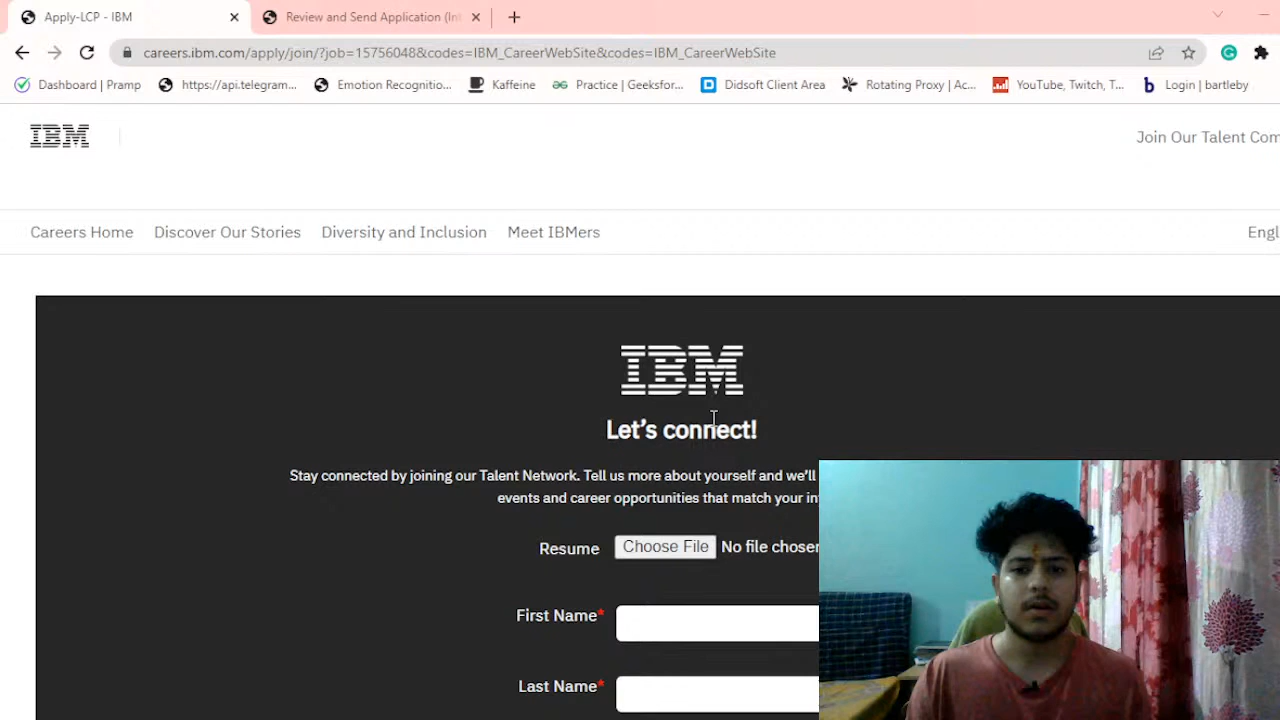 Apply-LCP - IBM
Review and Send Application (In
careers.ibm.com/apply/join/?job=15756048&codes=IBM_CareerWebSite&codes=IBM_CareerWebSite
Dashboard | Pramp
https://api.telegram...
Emotion Recognitio...
Kaffeine
Practice | Geeksfor...
Didsoft Client Area
Rotating Proxy | Ac...
YouTube, Twitch, T...
Login | bartleby
IBM
Join Our Talent Com
Careers Home Discover Our Stories Diversity and Inclusion Meet IBMers Engl
IBM
Let's connect!
Stay connected by joining our Talent Network. Tell us more about yourself and we'll
events and career opportunities that match your in
Resume Choose File No file chosen
First Name*
Last Name*